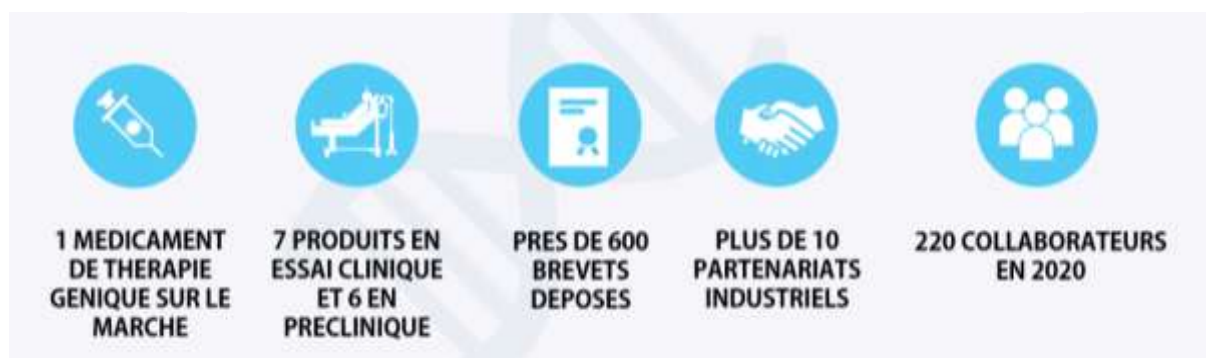 1 MEDICAMENT
DE THERAPIE
GENIQUE SUR LE
MARCHE
7 PRODUITS EN
ESSAI CLINIQUE
ET 6 EN
PRECLINIQUE
PRES DE 600
BREVETS
DEPOSES
PLUS DE 10
PARTENARIATS
INDUSTRIELS
220 COLLABORATEURS
EN 2020